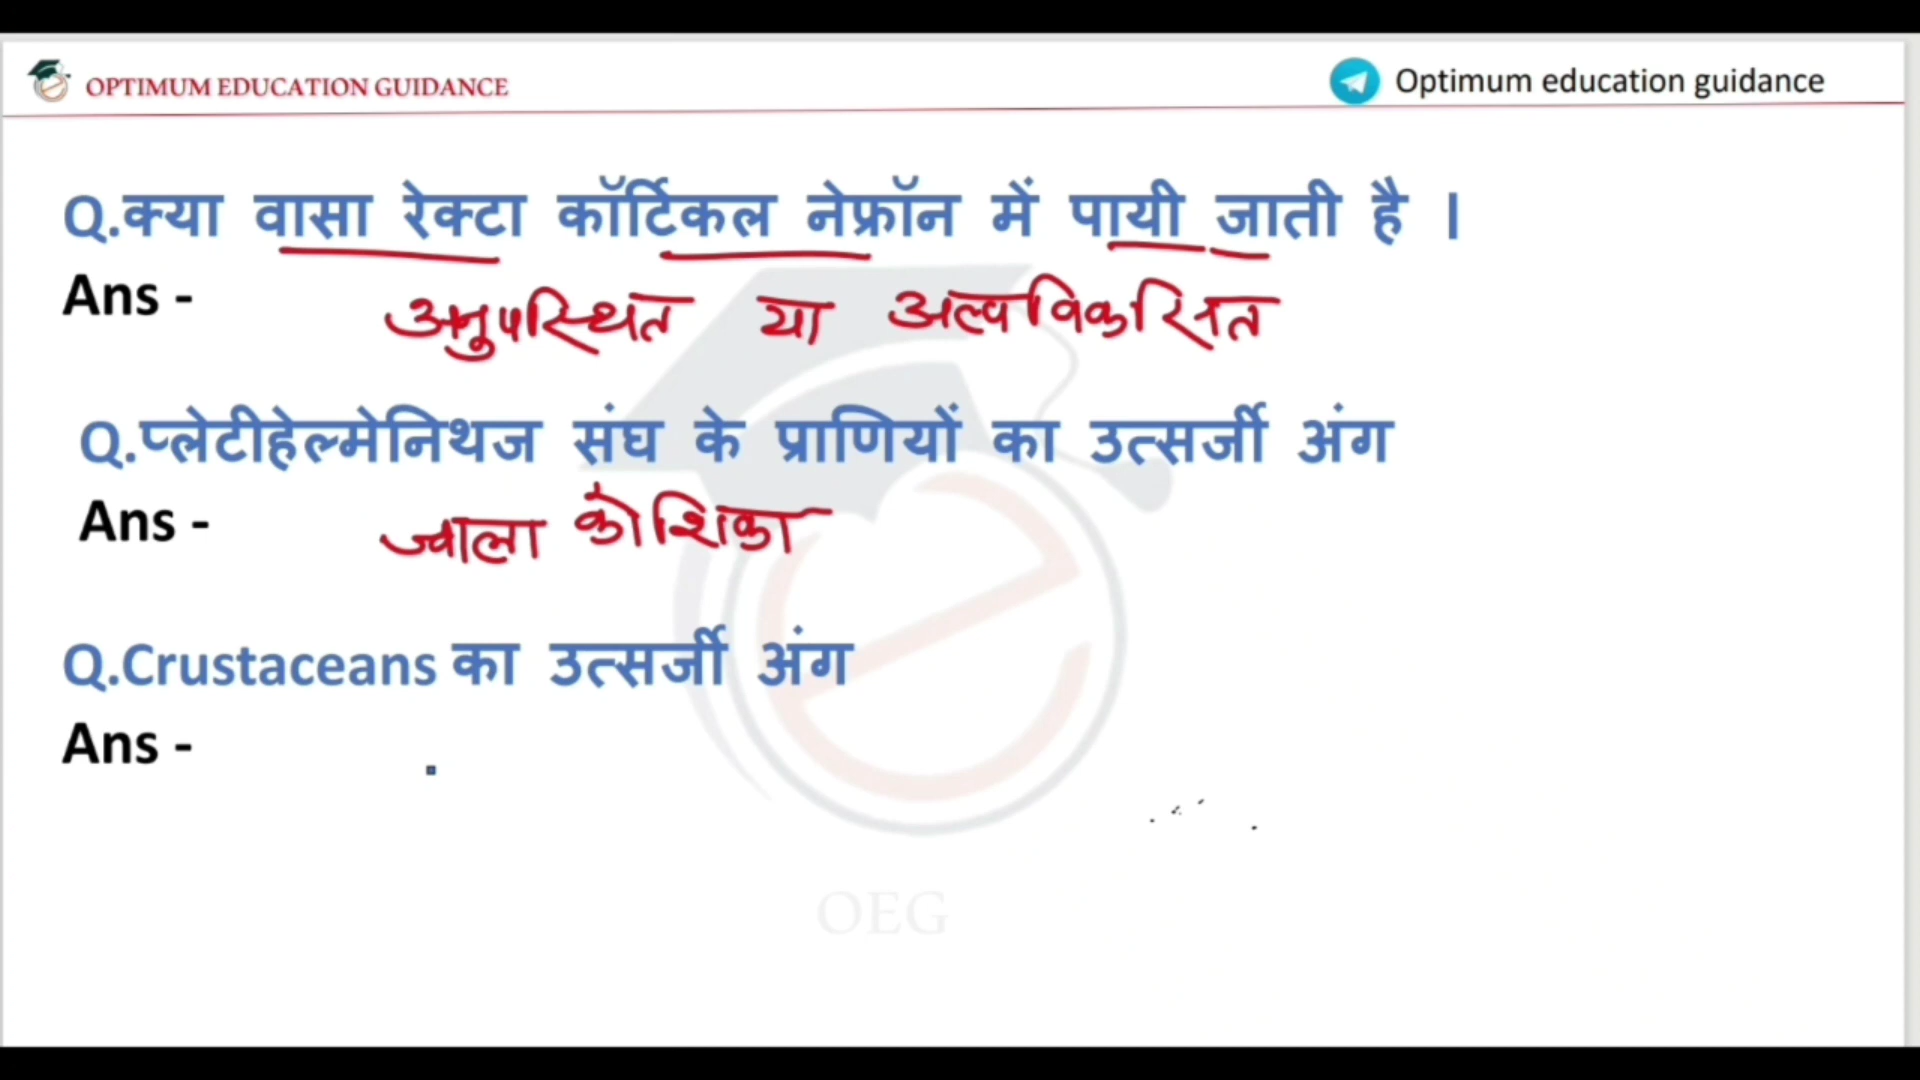 OPTIMUM EDUCATION GUIDANCE
Optimum education guidance
Q.क्या वासा रेक्टा कॉर्टिकल नेफ्रॉन में पायी जाती है ।
Ans - अनुपस्थित या अल्पविकसित
Q.प्लेटीहेल्मेनिथज संघ के प्राणियों का उत्सर्जी अंग
Ans - ज्वाला कोशिका
Q.Crustaceans का उत्सर्जी अंग
Ans -
OEG